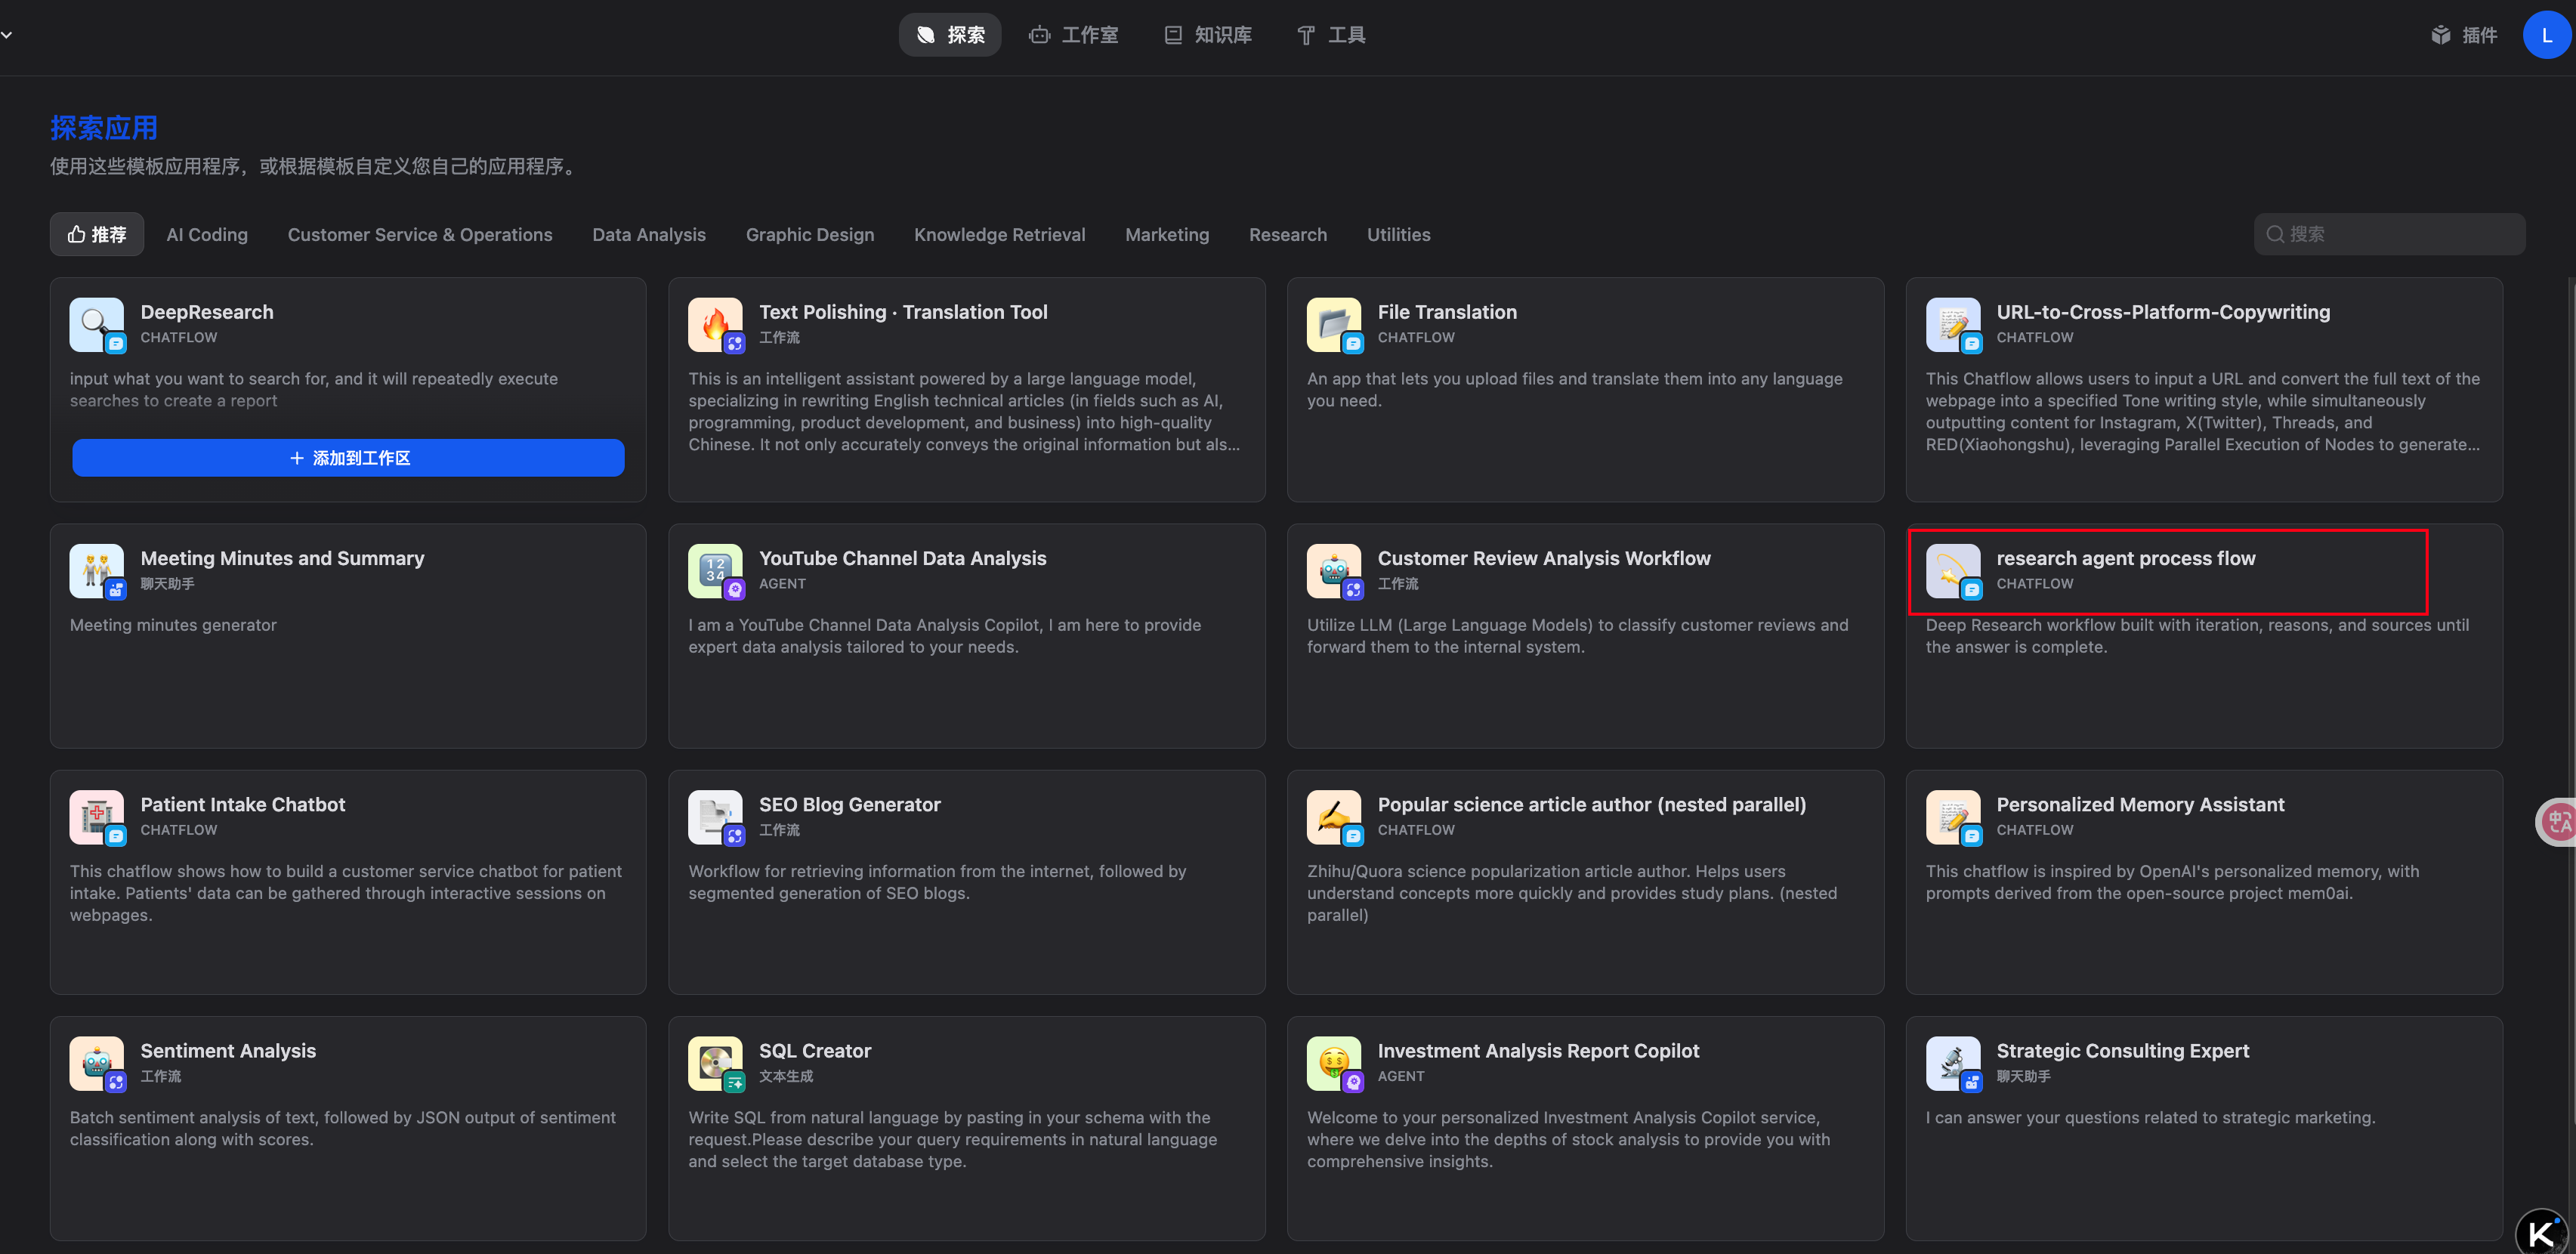 探索
工作室
知识库
工具
插件
L
探索应用
使用这些模板应用程序，或根据模板自定义您自己的应用程序。
推荐
AI Coding
Customer Service & Operations
Data Analysis
Graphic Design
Knowledge Retrieval
Marketing
Research
Utilities
搜索
DeepResearch
CHATFLOW
input what you want to search for, and it will repeatedly execute
searches to create a report
添加到工作区
Text Polishing · Translation Tool
工作流
This is an intelligent assistant powered by a large language model,
specializing in rewriting English technical articles (in fields such as AI,
programming, product development, and business) into high-quality
Chinese. It not only accurately conveys the original information but als...
File Translation
CHATFLOW
An app that lets you upload files and translate them into any language
you need.
URL-to-Cross-Platform-Copywriting
CHATFLOW
This Chatflow allows users to input a URL and convert the full text of the
webpage into a specified Tone writing style, while simultaneously
outputting content for Instagram, X(Twitter), Threads, and
RED(Xiaohongshu), leveraging Parallel Execution of Nodes to generate...
Meeting Minutes and Summary
聊天助手
Meeting minutes generator
1234
YouTube Channel Data Analysis
AGENT
I am a YouTube Channel Data Analysis Copilot, I am here to provide
expert data analysis tailored to your needs.
Customer Review Analysis Workflow
工作流
Utilize LLM (Large Language Models) to classify customer reviews and
forward them to the internal system.
research agent process flow
CHATFLOW
Deep Research workflow built with iteration, reasons, and sources until
the answer is complete.
Patient Intake Chatbot
CHATFLOW
This chatflow shows how to build a customer service chatbot for patient
intake. Patients' data can be gathered through interactive sessions on
webpages.
SEO Blog Generator
工作流
Workflow for retrieving information from the internet, followed by
segmented generation of SEO blogs.
Popular science article author (nested parallel)
CHATFLOW
Zhihu/Quora science popularization article author. Helps users
understand concepts more quickly and provides study plans. (nested
parallel)
Personalized Memory Assistant
CHATFLOW
This chatflow is inspired by OpenAI's personalized memory, with
prompts derived from the open-source project mem0ai.
Sentiment Analysis
工作流
Batch sentiment analysis of text, followed by JSON output of sentiment
classification along with scores.
SQL Creator
文本生成
Write SQL from natural language by pasting in your schema with the
request.Please describe your query requirements in natural language
and select the target database type.
Investment Analysis Report Copilot
AGENT
Welcome to your personalized Investment Analysis Copilot service,
where we delve into the depths of stock analysis to provide you with
comprehensive insights.
Strategic Consulting Expert
聊天助手
I can answer your questions related to strategic marketing.
中A
K